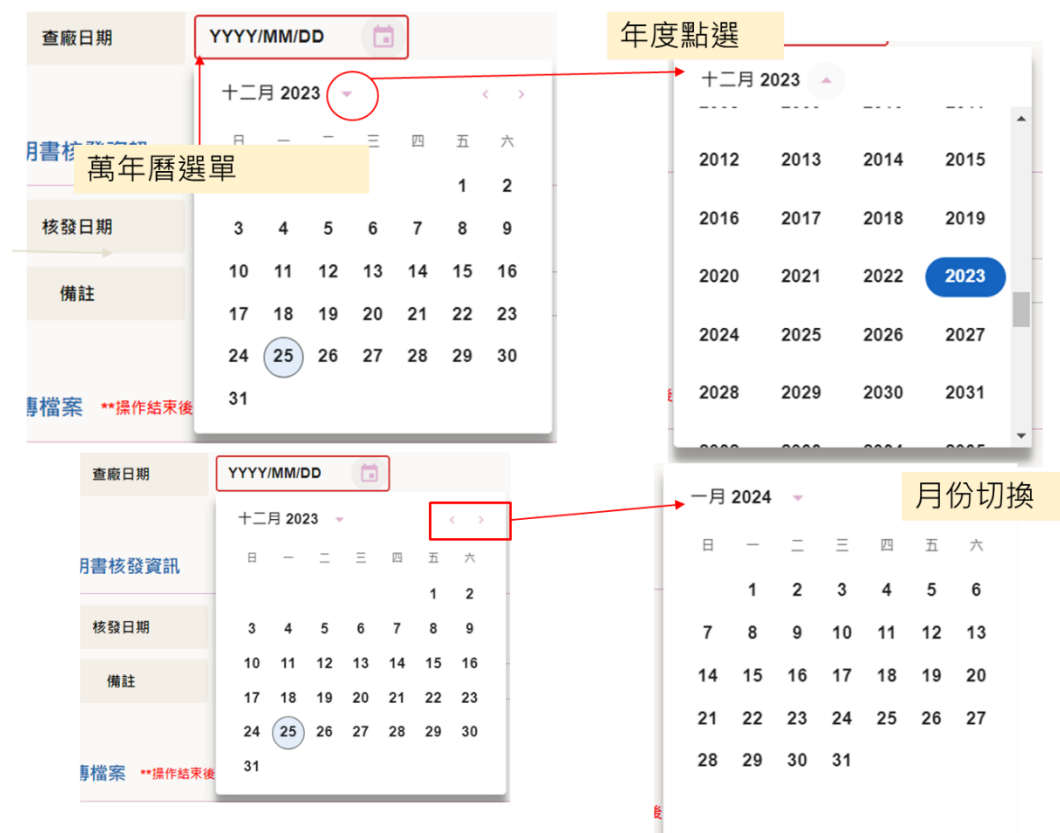 查廠日期
YYYY/MM/DD
年度點選
十二月 2023
日 一 二 三 四 五 六
萬年曆選單
1 2
3 4 5 6 7 8 9
10 11 12 13 14 15 16
17 18 19 20 21 22 23
24 25 26 27 28 29 30
31
核發日期
備註
檔案 **操作結束後
十二月 2023
2012 2013 2014 2015
2016 2017 2018 2019
2020 2021 2022 2023
2024 2025 2026 2027
2028 2029 2030 2031
查廠日期
YYYY/MM/DD
十二月 2023
日 一 二 三 四 五 六
1 2
3 4 5 6 7 8 9
10 11 12 13 14 15 16
17 18 19 20 21 22 23
24 25 26 27 28 29 30
31
書核發資訊
核發日期
備註
檔案 **操作結束後
月份切換
一月 2024
日 一 二 三 四 五 六
1 2 3 4 5 6
7 8 9 10 11 12 13
14 15 16 17 18 19 20
21 22 23 24 25 26 27
28 29 30 31